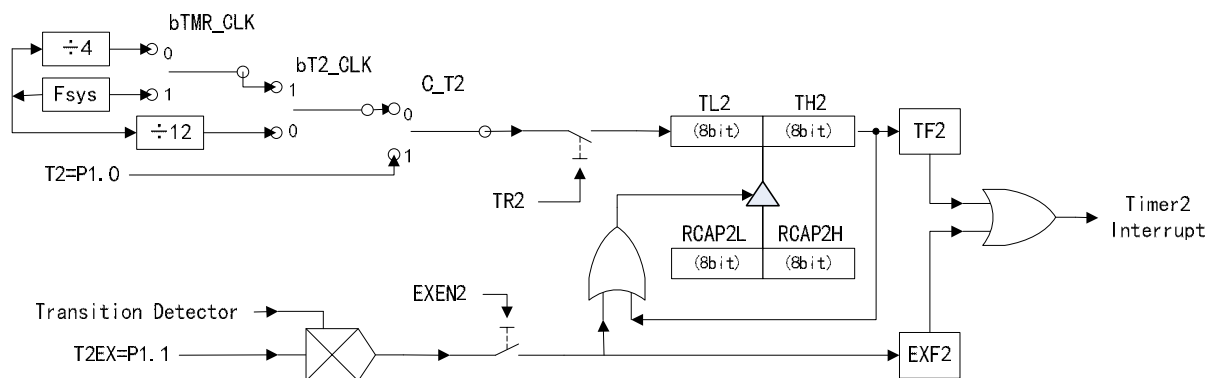 bTMR_CLK
÷4
0
bT2_CLK
Fsys
1
1
C_T2
0
÷12
0
1
T2=P1.0
TR2
TL2
TH2
(8bit)
(8bit)
TF2
RCAP2L
RCAP2H
(8bit)
(8bit)
Timer2
Interrupt
EXEN2
Transition Detector
T2EX=P1.1
EXF2